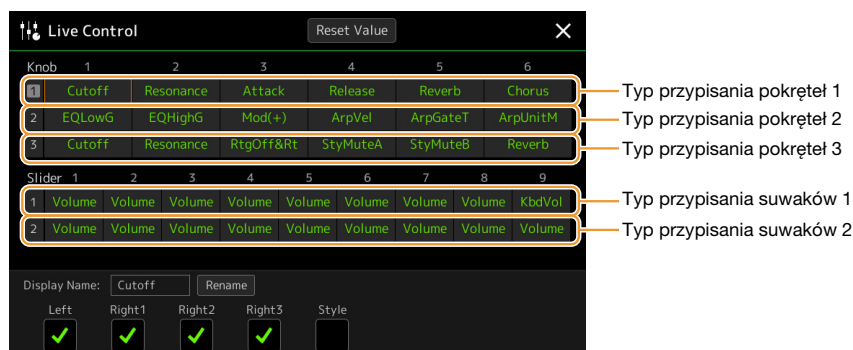 Live Control Reset Value
Knob 1 2 3 4 5 6
1 Cutoff Resonance Attack Release Reverb Chorus Typ przypisania pokręteł 1
2 EQLowG EQHighG Mod(+) ArpVel ArpGateT ArpUnitM Typ przypisania pokręteł 2
3 Cutoff Resonance RtgOff&Rt StyMuteA StyMuteB Reverb Typ przypisania pokręteł 3
Slider 1 2 3 4 5 6 7 8 9
1 Volume Volume Volume Volume Volume Volume Volume Volume KbdVol Typ przypisania suwaków 1
2 Volume Volume Volume Volume Volume Volume Volume Volume Volume Typ przypisania suwaków 2
Display Name: Cutoff Rename
Left Right1 Right2 Right3 Style